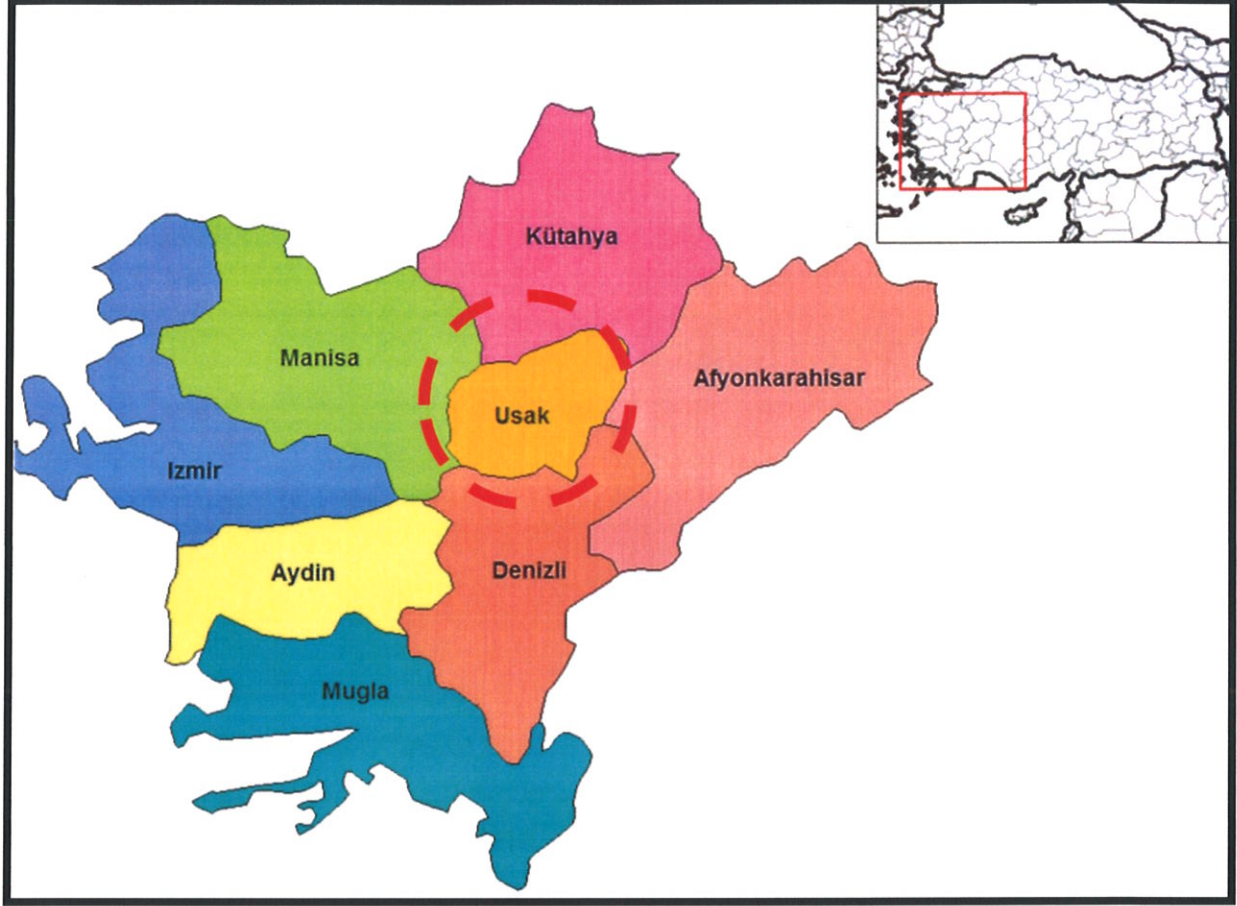 Kütahya
Manisa
Afyonkarahisar
Usak
Izmir
Aydin
Denizli
Mugla